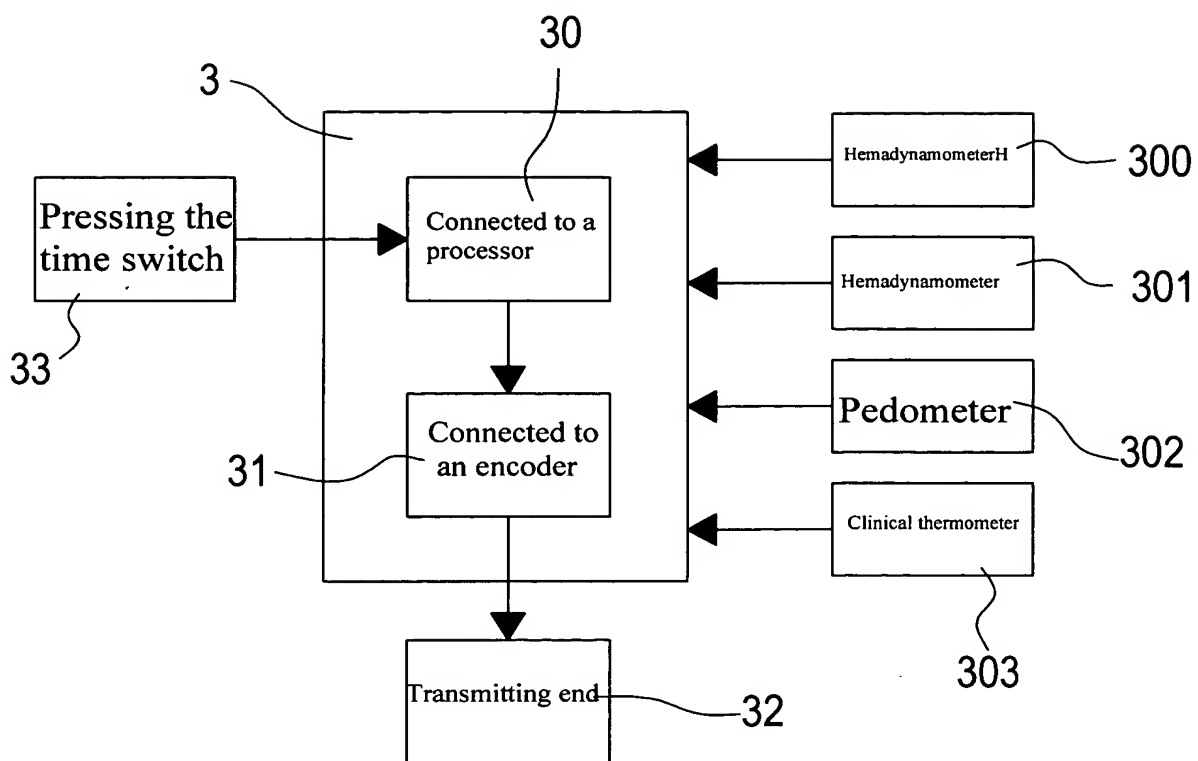 30
3
HemadynamometerH
300
Pressing the
time switch
33
Connected to a
processor
Hemadynamometer
301
Pedometer
302
Connected to
an encoder
31
Clinical thermometer
303
Transmitting end
32